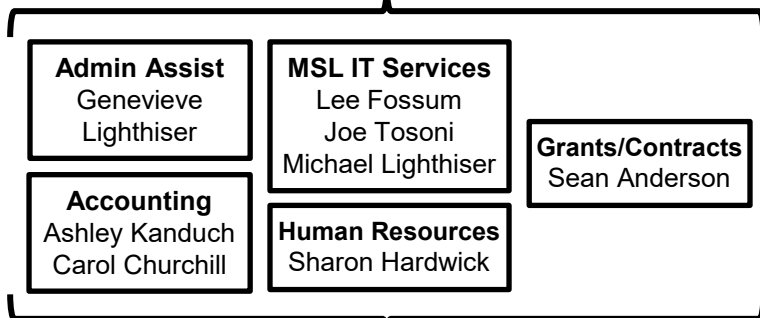 Admin Assist
Genevieve
Lighthiser
Accounting
Ashley Kanduch
Carol Churchill
MSL IT Services
Lee Fossum
Joe Tosoni
Michael Lighthiser
Human Resources
Sharon Hardwick
Grants/Contracts
Sean Anderson